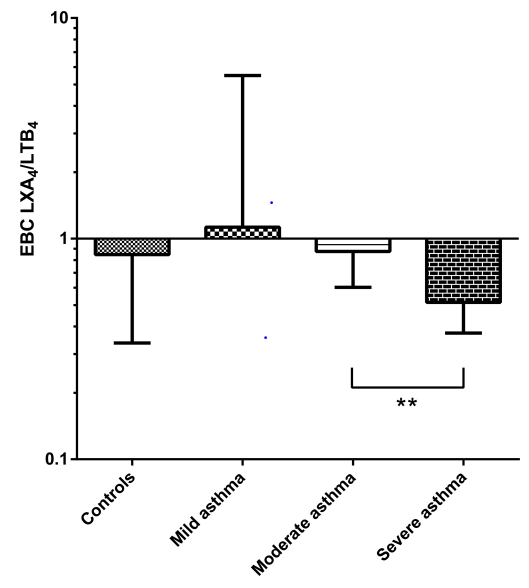 10
EBC LXA₄/LTB₄
1
**
0.1
Controls
Mild asthma
Moderate asthma
Severe asthma